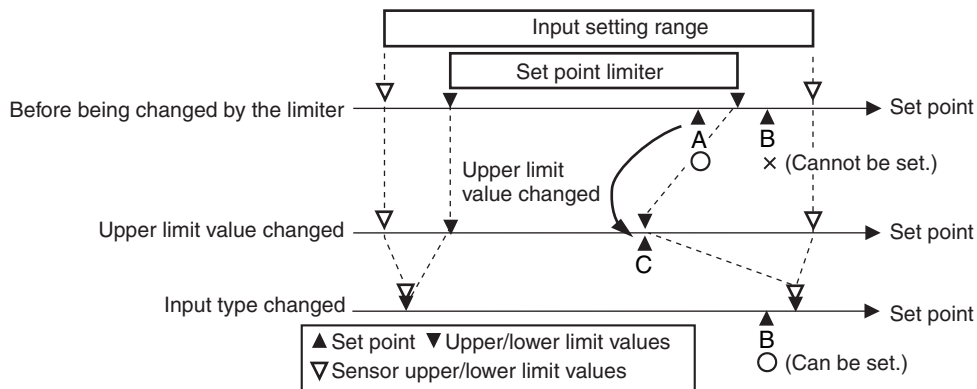 Input setting range
Set point limiter
Before being changed by the limiter
Set point
A
B
× (Cannot be set.)
Upper limit
value changed
Upper limit value changed
Set point
C
Input type changed
Set point
B
(Can be set.)
▲ Set point ▼ Upper/lower limit values
▽ Sensor upper/lower limit values